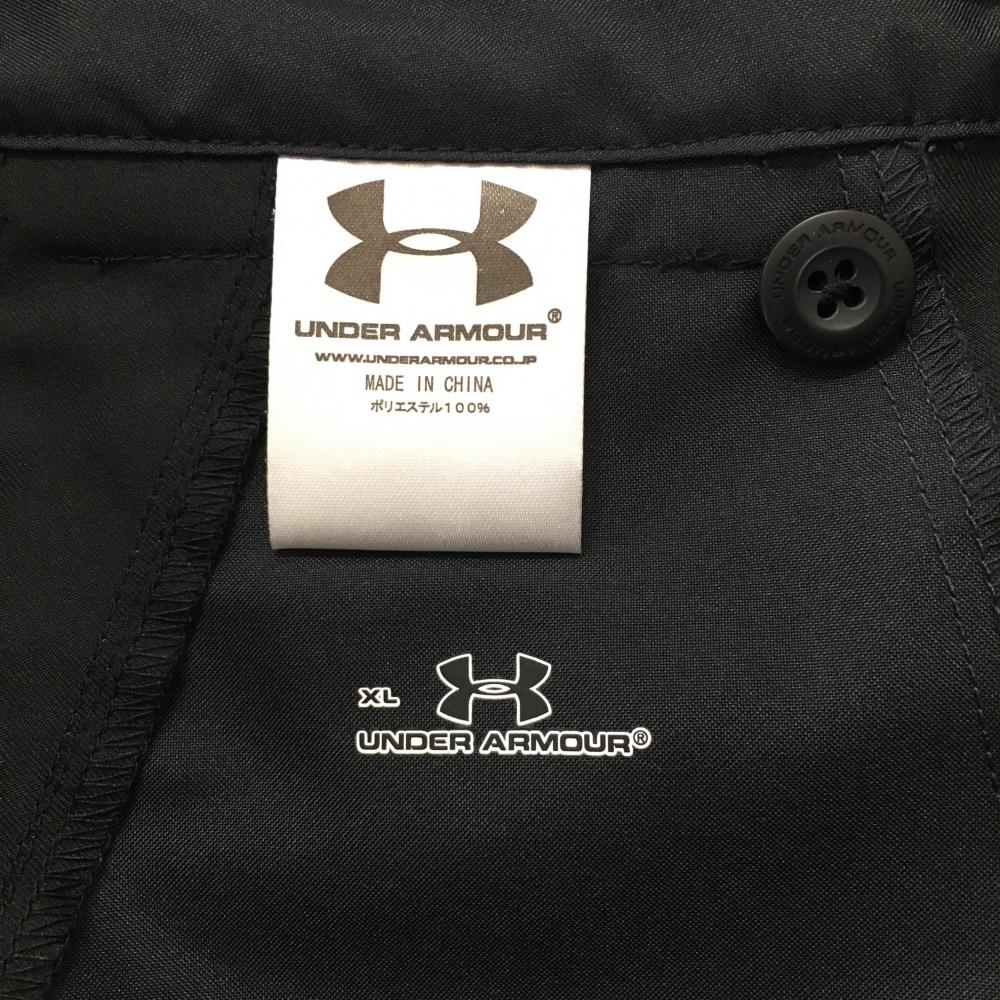 UNDER ARMOUR®
WWW.UNDERARMOUR.CO.JP
MADE IN CHINA
ポリエステル100%
UNDER ARMOUR UNDER ARMOUR
XL
UNDER ARMOUR®